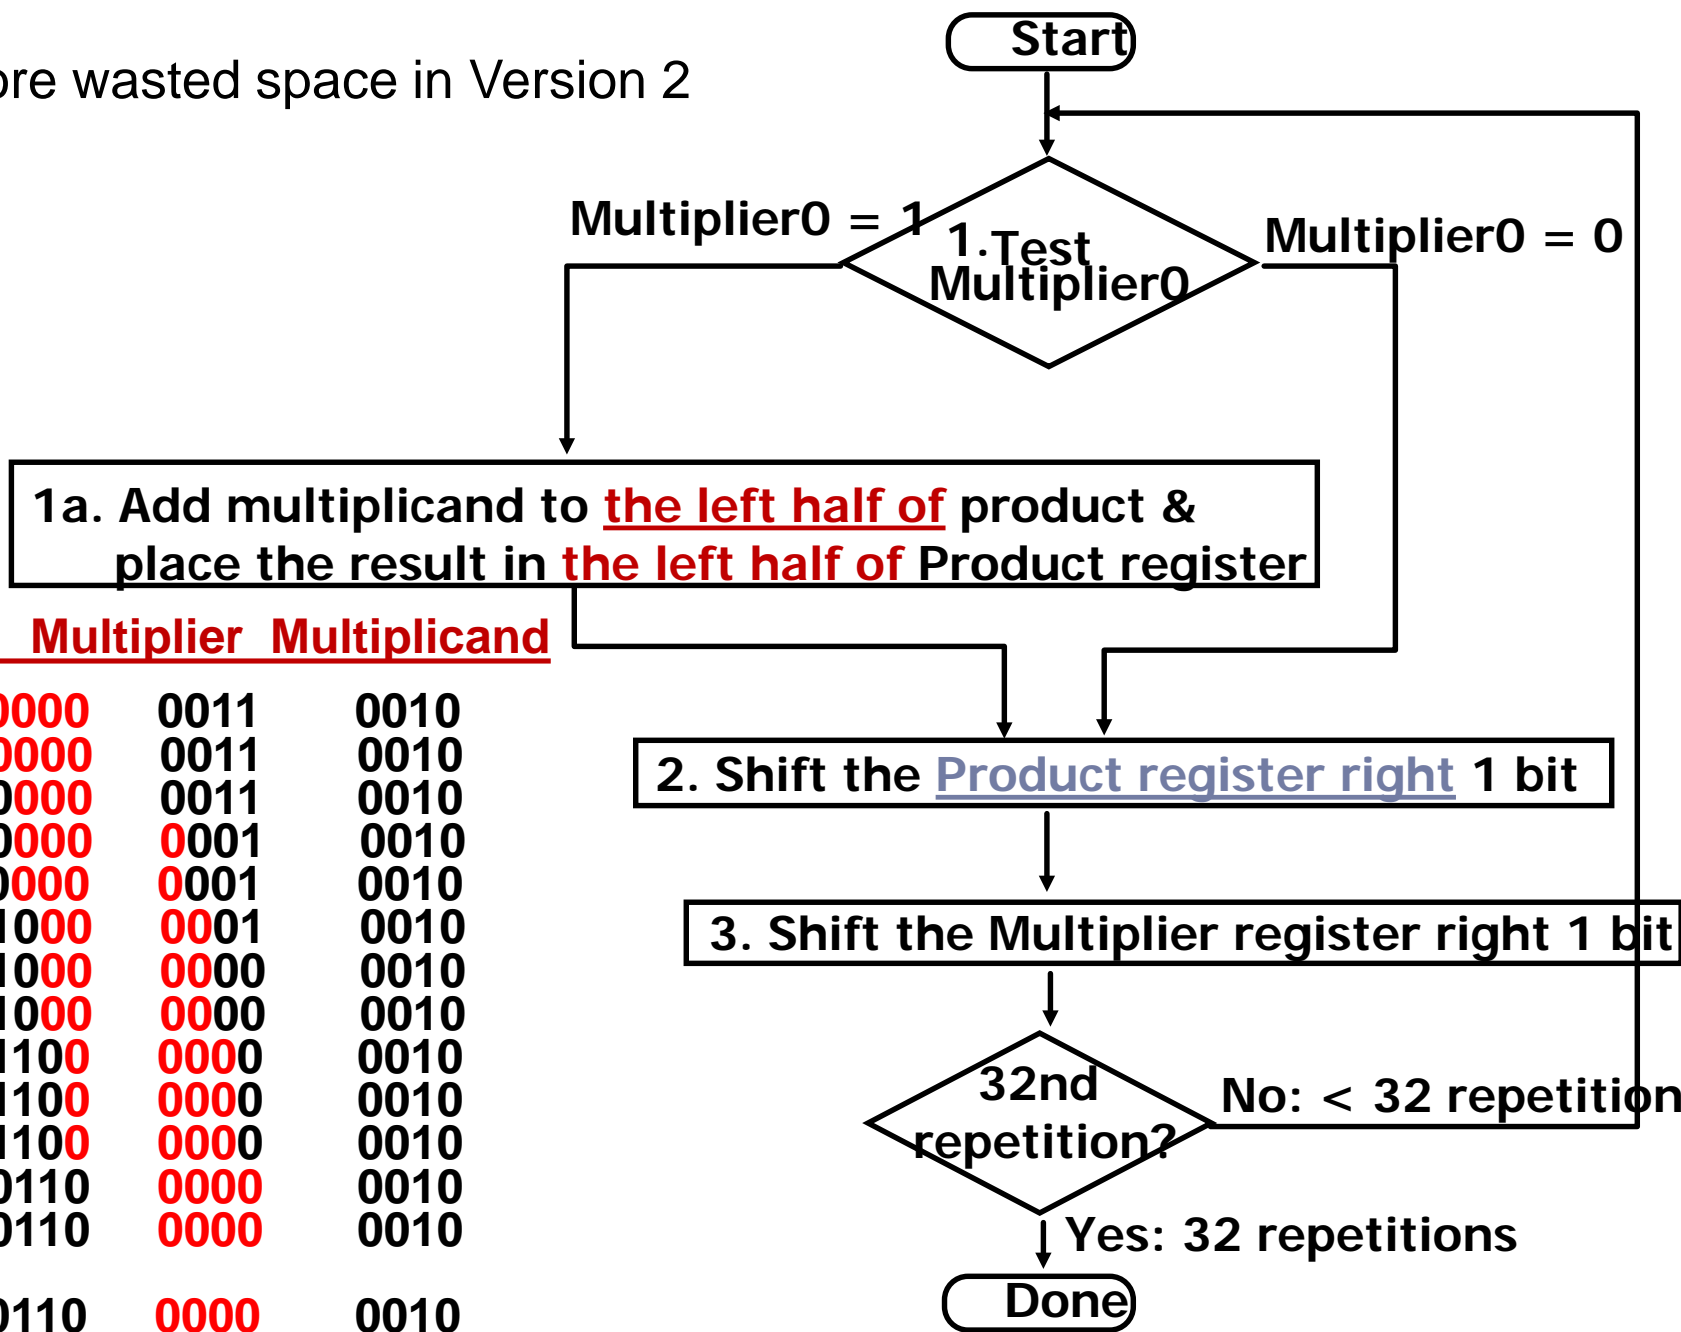 Start
ore wasted space in Version 2
Multiplier0 = 1
1.Test
Multiplier0
Multiplier0 = 0
1a. Add multiplicand to the left half of product &
place the result in the left half of Product register
Multiplier Multiplicand
0000 0011 0010
0000 0011 0010
0000 0011 0010
0000 0001 0010
0000 0001 0010
1000 0001 0010
1000 0000 0010
1000 0000 0010
1100 0000 0010
1100 0000 0010
1100 0000 0010
0110 0000 0010
0110 0000 0010
0110 0000 0010
2. Shift the Product register right 1 bit
3. Shift the Multiplier register right 1 bit
32nd
repetition?
No: < 32 repetition
Yes: 32 repetitions
Done